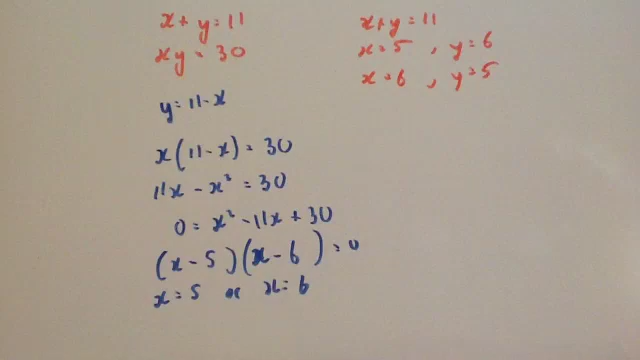 x + y = 11
xy = 30
y = 11 - x
x(11 - x) = 30
11x - x² = 30
0 = x² - 11x + 30
(x - 5)(x - 6) = 0
x = 5 or x = 6
x + y = 11
x = 5 , y = 6
x = 6 , y = 5